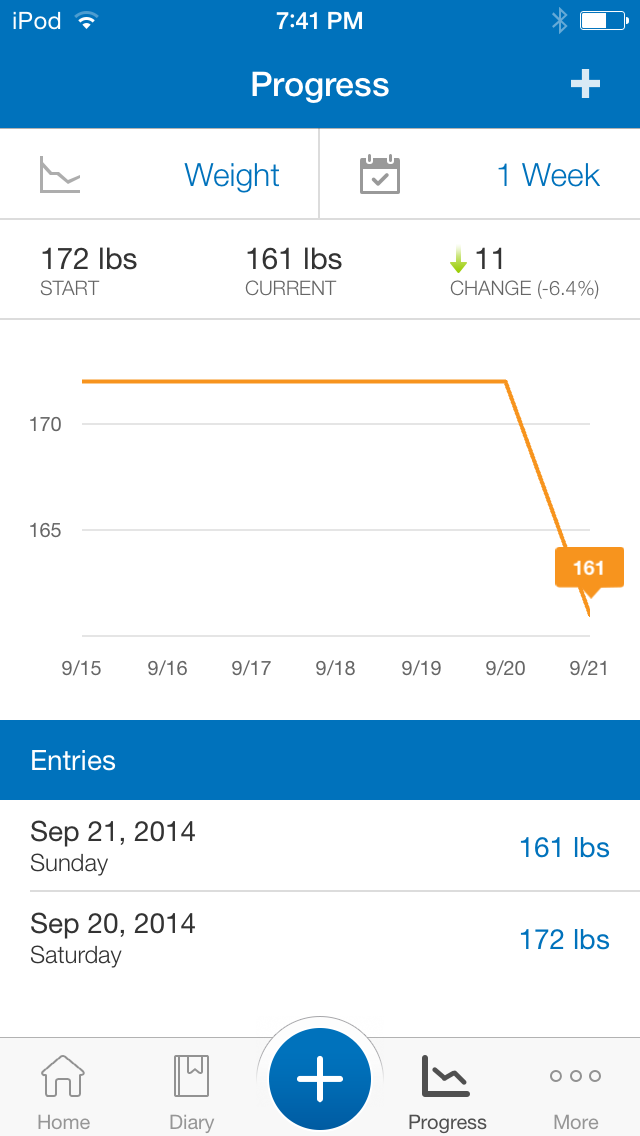 iPod 7:41 PM
Progress
Weight 1 Week
172 lbs 161 lbs 11
START CURRENT CHANGE (-6.4%)
170
165
161
9/15 9/16 9/17 9/18 9/19 9/20 9/21
Entries
Sep 21, 2014
Sunday
161 lbs
Sep 20, 2014
Saturday
172 lbs
Home Diary Progress More